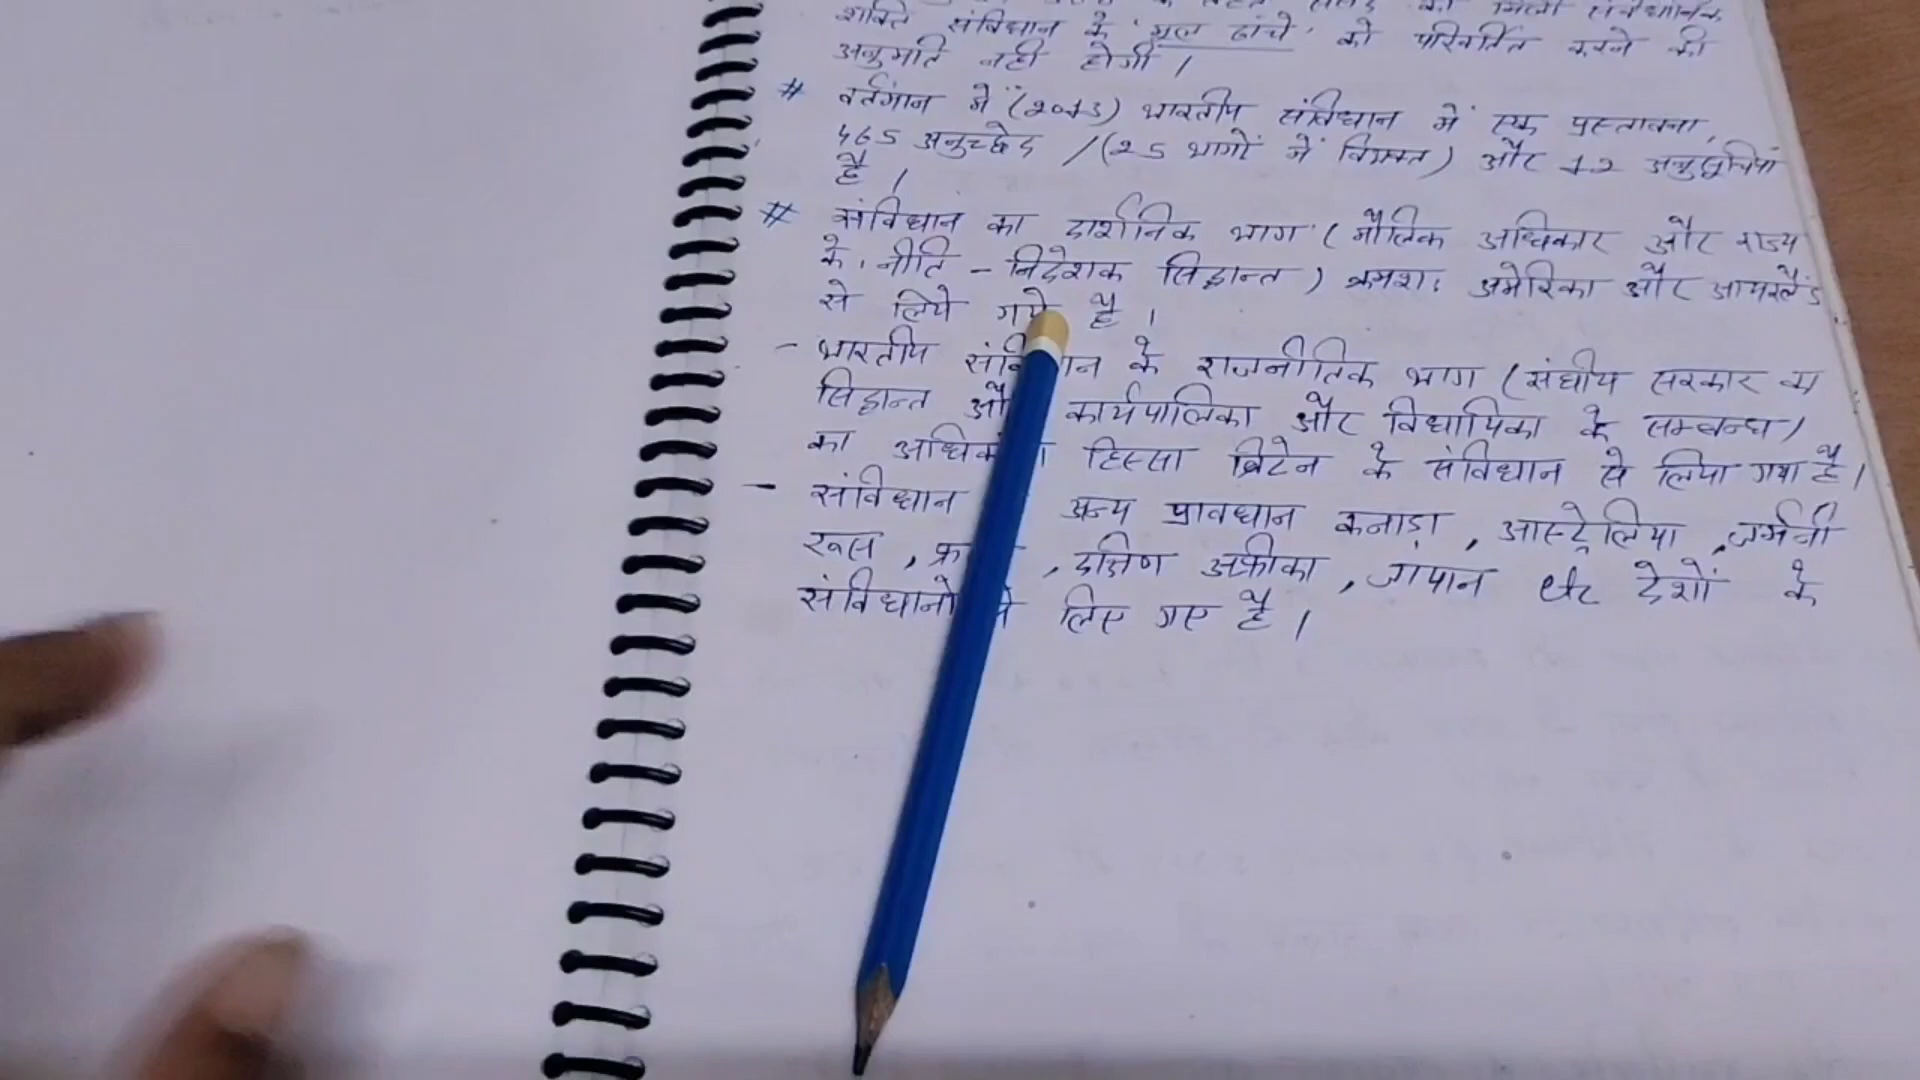 शक्ति संविधान के 'मूल ढांचे' को परिवर्तित करने की
अनुमति नही होगी।
# वर्तमान में (2013) भारतीय संविधान में एक प्रस्तावना,
465 अनुच्छेद /(25 भागों में विभक्त) और 12 अनुसूचियां
है।
# संविधान का दार्शनिक भाग (मौलिक अधिकार और राज्य
के नीति - निदेशक सिद्धान्त) क्रमशः अमेरिका और आयरलैंड
से लिये गये है।
- भारतीय संविधान के राजनीतिक भाग (संघीय सरकार का
सिद्धान्त और कार्यपालिका और विधायिका के सम्बन्ध)
का अधिकांश हिस्सा ब्रिटेन के संविधान से लिया गया है।
- संविधान अन्य प्रावधान कनाडा, आस्ट्रेलिया, जर्मनी
रूस, , दक्षिण अफ्रीका, जापान etc देशों के
संविधानो से लिए गए है।